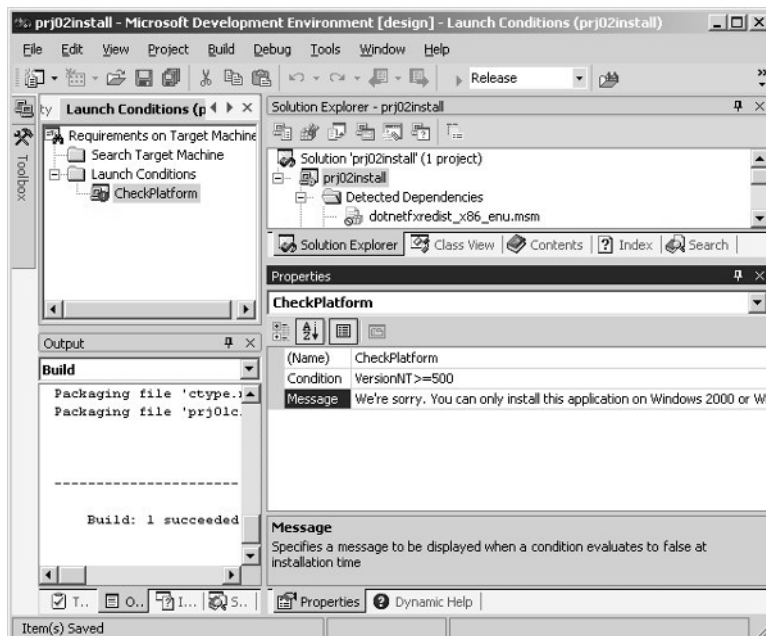 prj02install - Microsoft Development Environment [design] - Launch Conditions (prj02install)
File Edit View Project Build Debug Tools Window Help
Release
ty Launch Conditions (p
Toolbox
Requirements on Target Machine
Search Target Machine
Launch Conditions
CheckPlatform
Solution Explorer - prj02install
Solution 'prj02install' (1 project)
prj02install
Detected Dependencies
dotnetfxredist_x86_enu.msm
Solution Explorer Class View Contents Index Search
Properties
CheckPlatform
(Name) CheckPlatform
Condition VersionNT>=500
Message We're sorry. You can only install this application on Windows 2000 or W
Message
Specifies a message to be displayed when a condition evaluates to false at
installation time
Properties Dynamic Help
Output
Build
Packaging file 'ctype.
Packaging file 'prj01c.
-----------------------
Build: 1 succeeded
T.. O.. I... S..
Item(s) Saved